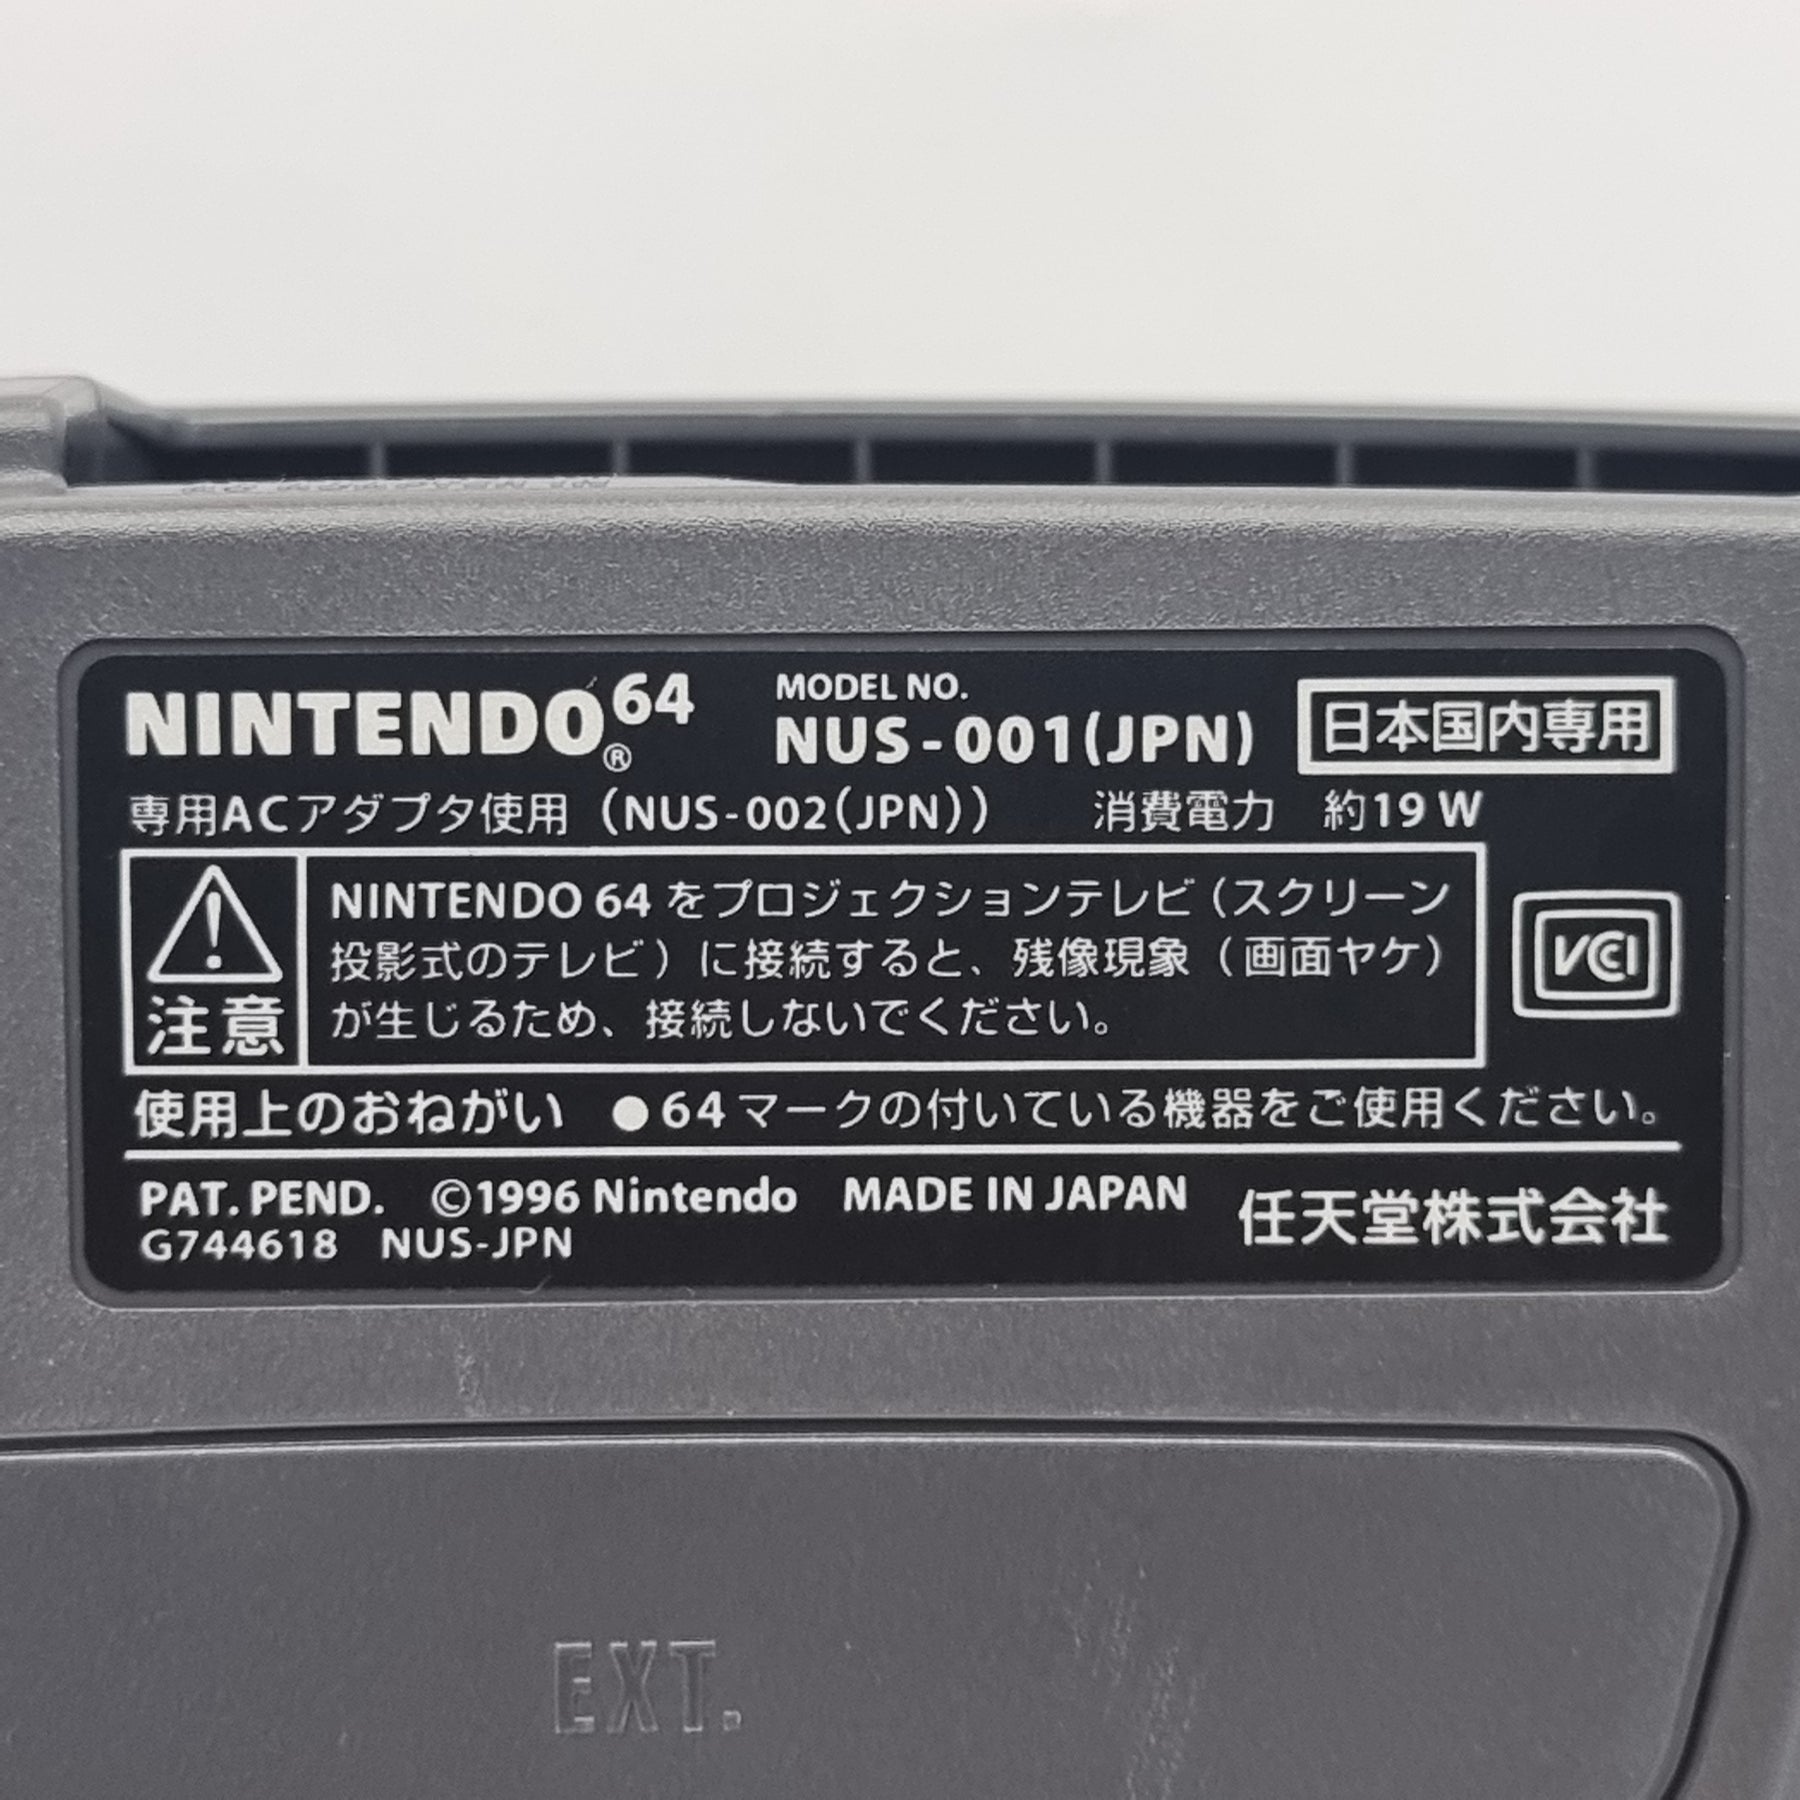 NINTENDO64® MODEL NO. NUS-001(JPN) 日本国内専用
専用ACアダプタ使用（NUS-002(JPN)） 消費電力 約19 W
注意
NINTENDO 64 をプロジェクションテレビ（スクリーン
投影式のテレビ）に接続すると、残像現象（画面ヤケ）
が生じるため、接続しないでください。
VCCI
使用上のおねがい ●64マークの付いている機器をご使用ください。
PAT. PEND. ©1996 Nintendo MADE IN JAPAN 任天堂株式会社
G744618 NUS-JPN
EXT.